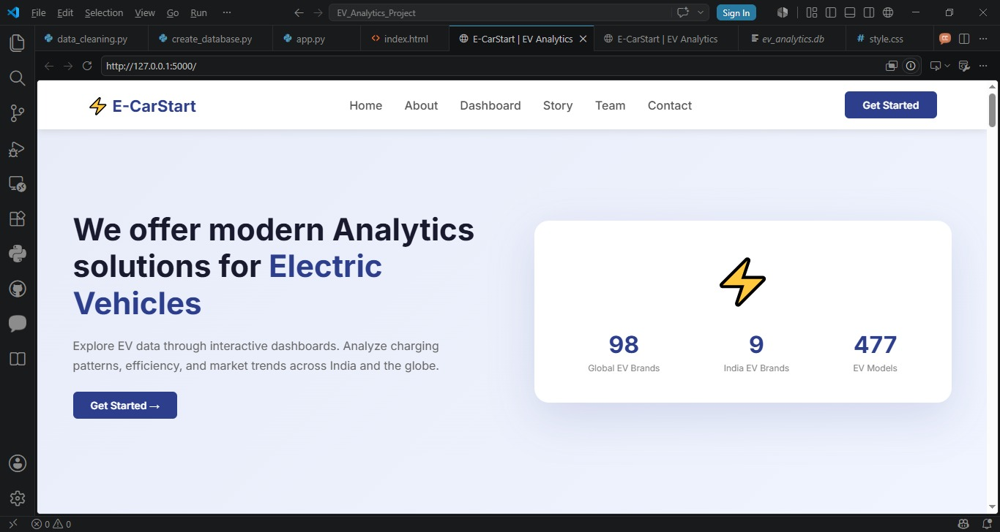 File Edit Selection View Go Run ···
EV_Analytics_Project
Sign In
data_cleaning.py
create_database.py
app.py
index.html
E-CarStart | EV Analytics
E-CarStart | EV Analytics
ev_analytics.db
style.css
http://127.0.0.1:5000/
E-CarStart
Home About Dashboard Story Team Contact
Get Started
We offer modern Analytics
solutions for Electric
Vehicles
Explore EV data through interactive dashboards. Analyze charging
patterns, efficiency, and market trends across India and the globe.
Get Started →
98 9 477
Global EV Brands India EV Brands EV Models
0 0